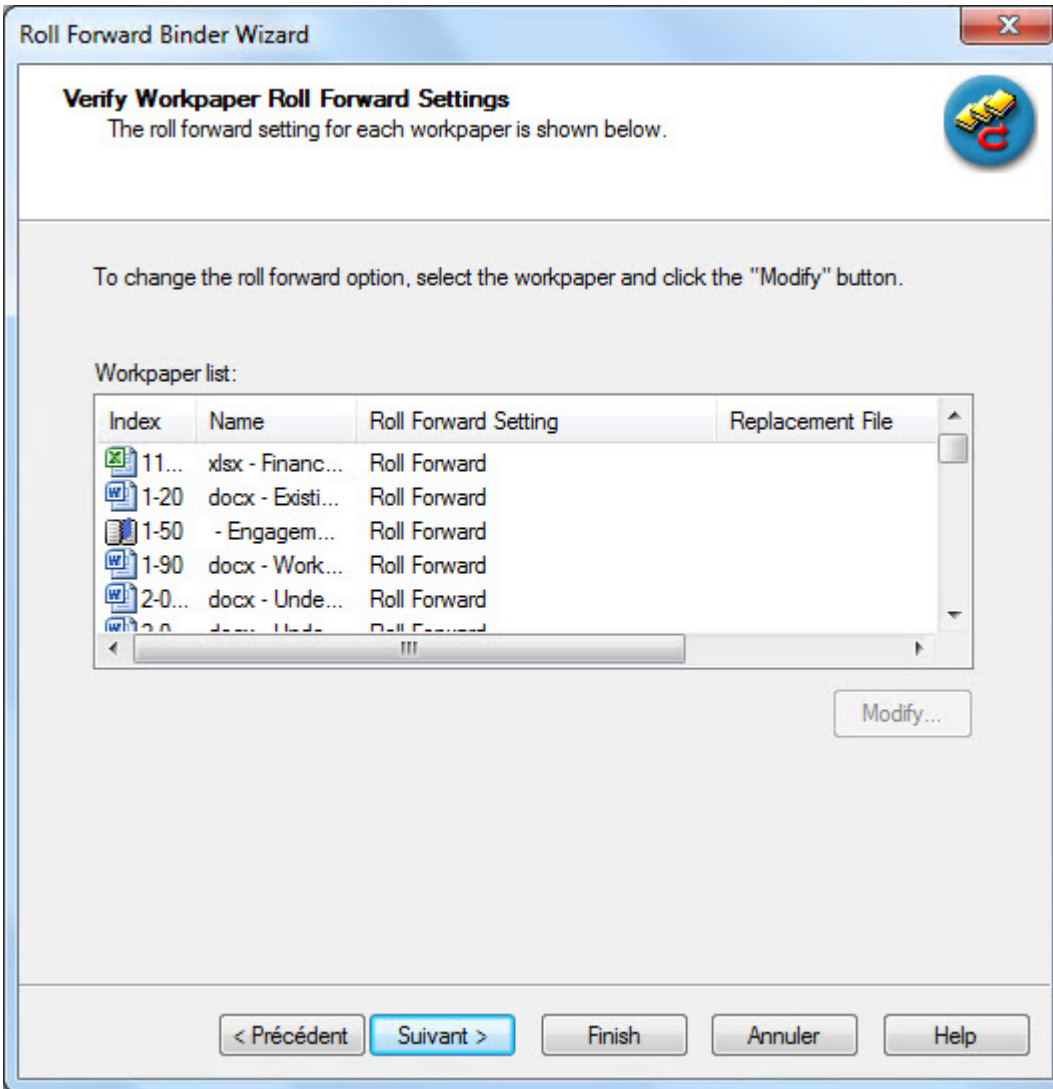 Roll Forward Binder Wizard
Verify Workpaper Roll Forward Settings
The roll forward setting for each workpaper is shown below.
To change the roll forward option, select the workpaper and click the "Modify" button.
Workpaper list:
Index Name Roll Forward Setting Replacement File
11... xlsx - Financ... Roll Forward
1-20 docx - Existi... Roll Forward
1-50 - Engagem... Roll Forward
1-90 docx - Work... Roll Forward
2-0... docx - Unde... Roll Forward
Roll Forward
Modify...
< Précédent Suivant > Finish Annuler Help